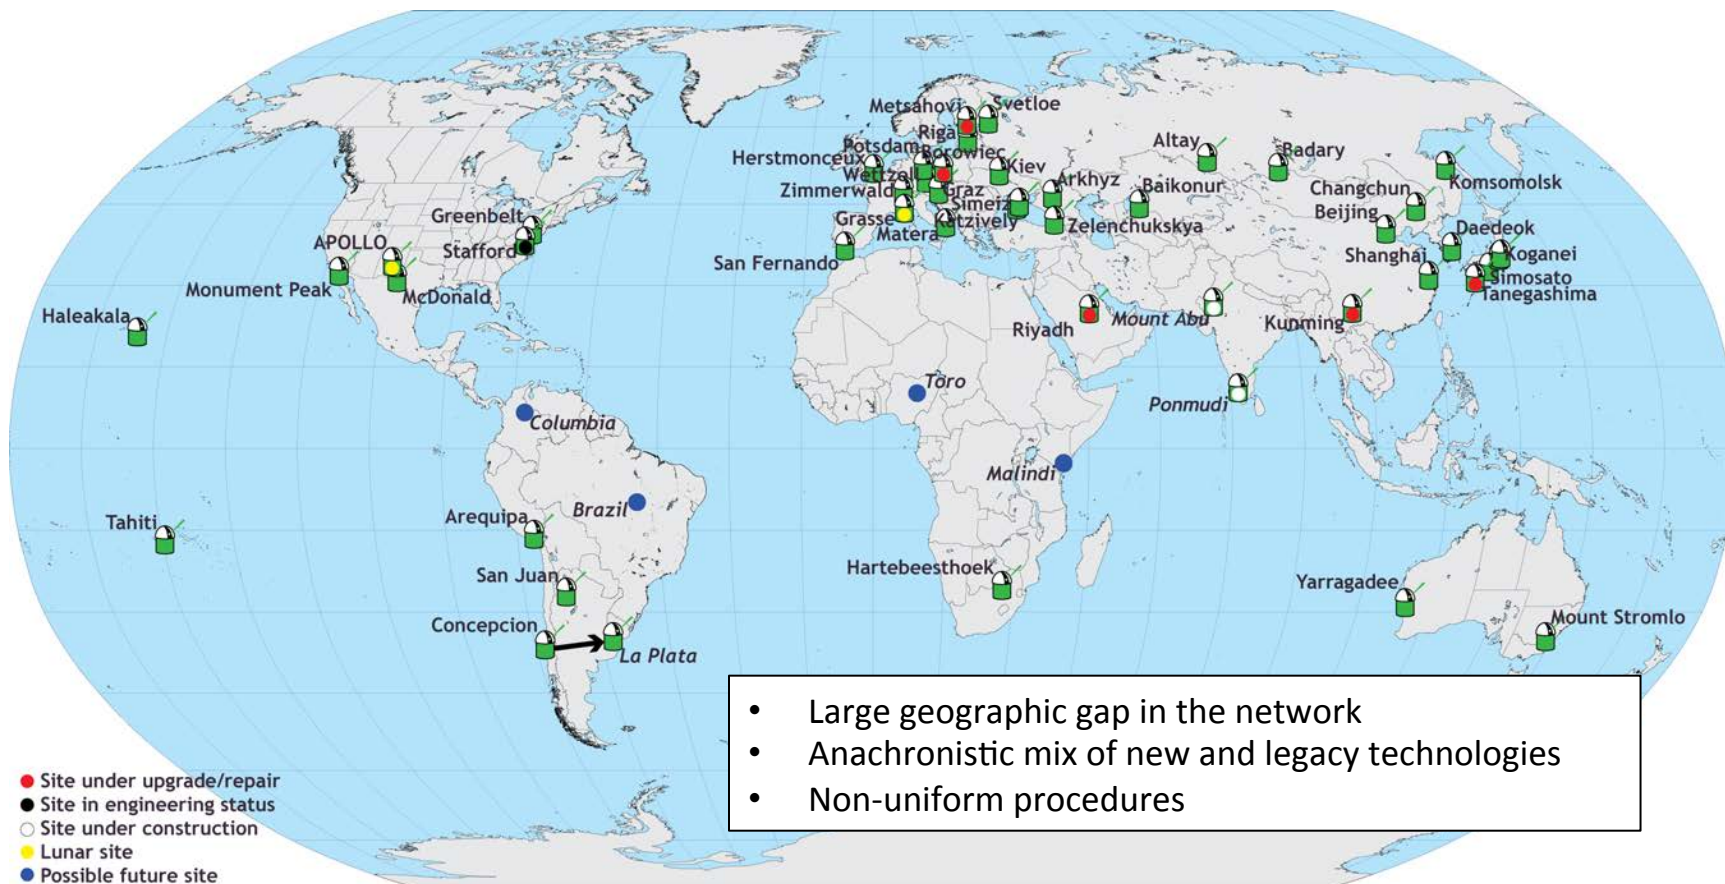 Metsahovi
Svetloe
Riga
Potsdam
Borowiec
Herstmonceux
Wettzell
Kiev
Altay
Badary
Zimmerwald
Graz
Arkhyz
Baikonur
Changchun
Komsomolsk
Simeiz
Grasse
Katzively
Beijing
Matera
Zelenchukskya
Daedeok
San Fernando
Shanghai
Koganei
Simosato
Tanegashima
Greenbelt
APOLLO
Stafford
Monument Peak
McDonald
Haleakala
Riyadh
Mount Abu
Kunming
Toro
Columbia
Ponmudi
Malindi
Brazil
Tahiti
Arequipa
San Juan
Hartebeesthoek
Yarragadee
Concepcion
La Plata
Mount Stromlo
• Large geographic gap in the network
• Anachronistic mix of new and legacy technologies
• Non-uniform procedures
Site under upgrade/repair
Site in engineering status
Site under construction
Lunar site
Possible future site